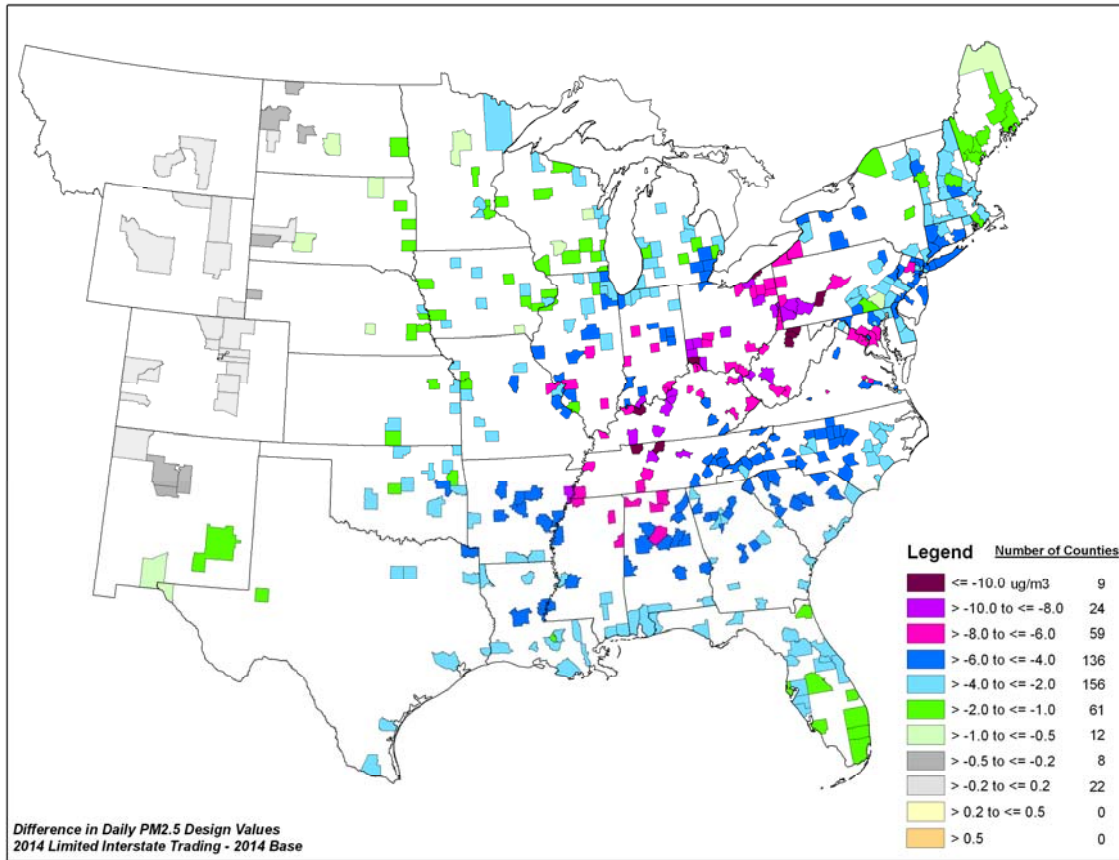 Legend Number of Counties
<= -10.0 ug/m3 9
> -10.0 to <= -8.0 24
> -8.0 to <= -6.0 59
> -6.0 to <= -4.0 136
> -4.0 to <= -2.0 156
> -2.0 to <= -1.0 61
> -1.0 to <= -0.5 12
> -0.5 to <= -0.2 8
> -0.2 to <= 0.2 22
> 0.2 to <= 0.5 0
> 0.5 0
Difference in Daily PM2.5 Design Values
2014 Limited Interstate Trading - 2014 Base